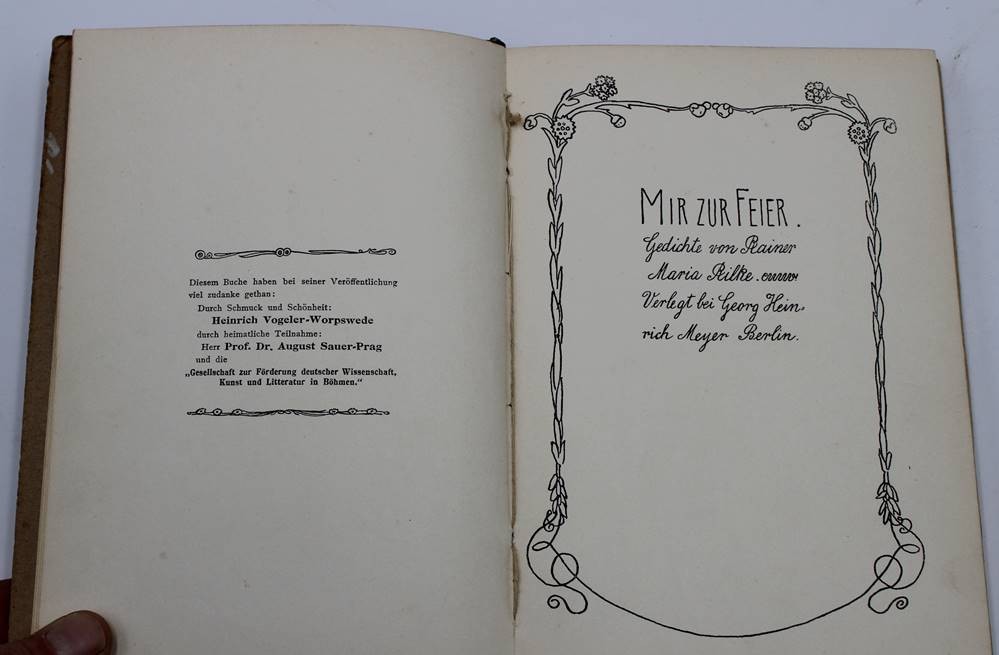 Diesem Buche haben bei seiner Veröffentlichung
viel zudanke gethan:
Durch Schmuck und Schönheit:
Heinrich Vogeler-Worpswede
durch heimatliche Teilnahme:
Herr Prof. Dr. August Sauer-Prag
und die
„Gesellschaft zur Förderung deutscher Wissenschaft,
Kunst und Litteratur in Böhmen.“
MIR ZUR FEIER.
Gedichte von Rainer
Maria Rilke.
Verlegt bei Georg Hein-
rich Meyer Berlin.